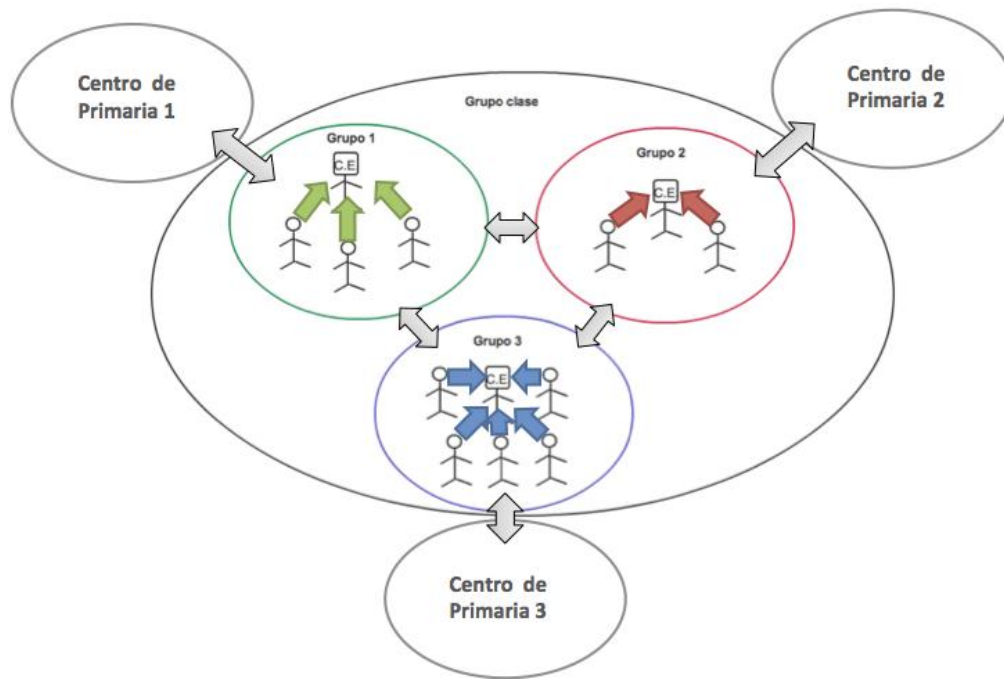 Centro de
Primaria 1
Centro de
Primaria 2
Grupo clase
Grupo 1
C.E
Grupo 2
C.E
Grupo 3
C.E
Centro de
Primaria 3